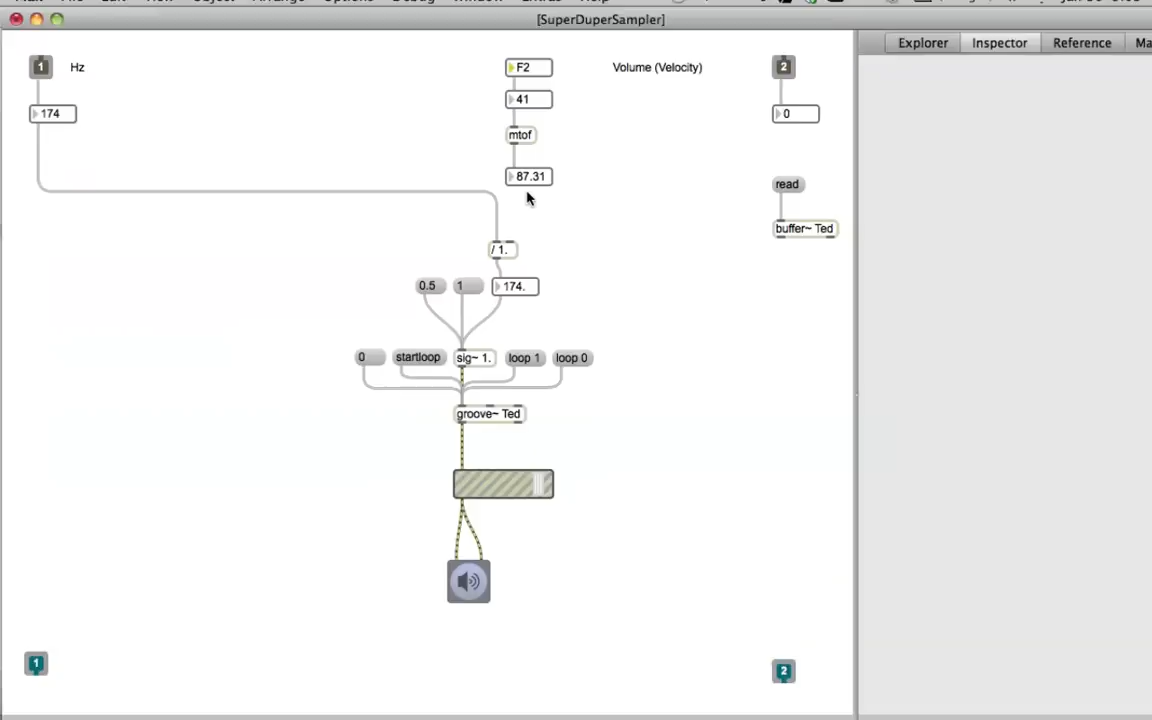 [SuperDuperSampler]
Explorer Inspector Reference Ma
1 Hz F2 Volume (Velocity) 2
41
174 0
mtof
87.31
read
buffer~ Ted
/ 1.
0.5 1 174.
0 startloop sig~ 1. loop 1 loop 0
groove~ Ted
1 2